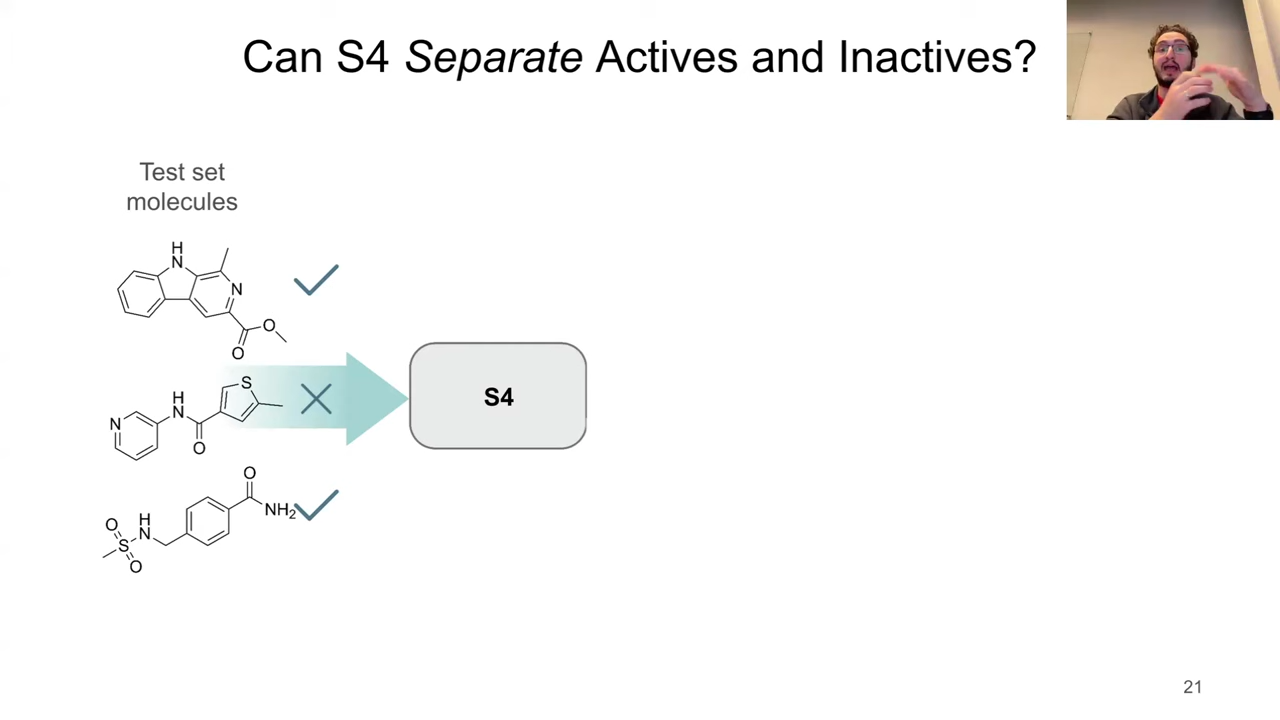 Can S4 Separate Actives and Inactives?
Test set
molecules
H
N
N
O
O
S
H
N
N
O
O
NH2
H
N
O
S
O
S4
21